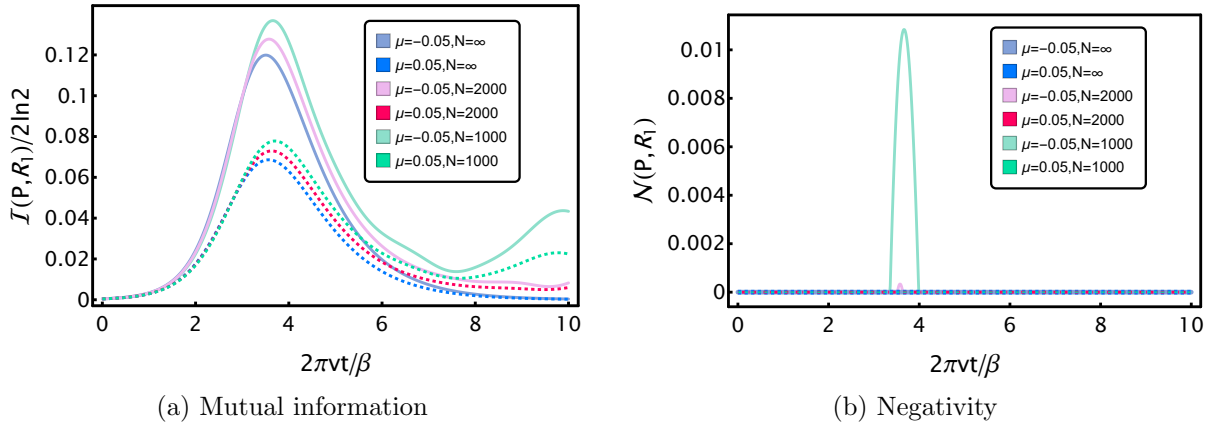 I(P,R₁)/2ln2
0.12
0.1
0.08
0.06
0.04
0.02
0
0 2 4 6 8 10
2πvt/β
μ=−0.05,N=∞
μ=0.05,N=∞
μ=−0.05,N=2000
μ=0.05,N=2000
μ=−0.05,N=1000
μ=0.05,N=1000
(a) Mutual information
N(P,R₁)
0.010
0.008
0.006
0.004
0.002
0
0 2 4 6 8 10
2πvt/β
μ=−0.05,N=∞
μ=0.05,N=∞
μ=−0.05,N=2000
μ=0.05,N=2000
μ=−0.05,N=1000
μ=0.05,N=1000
(b) Negativity